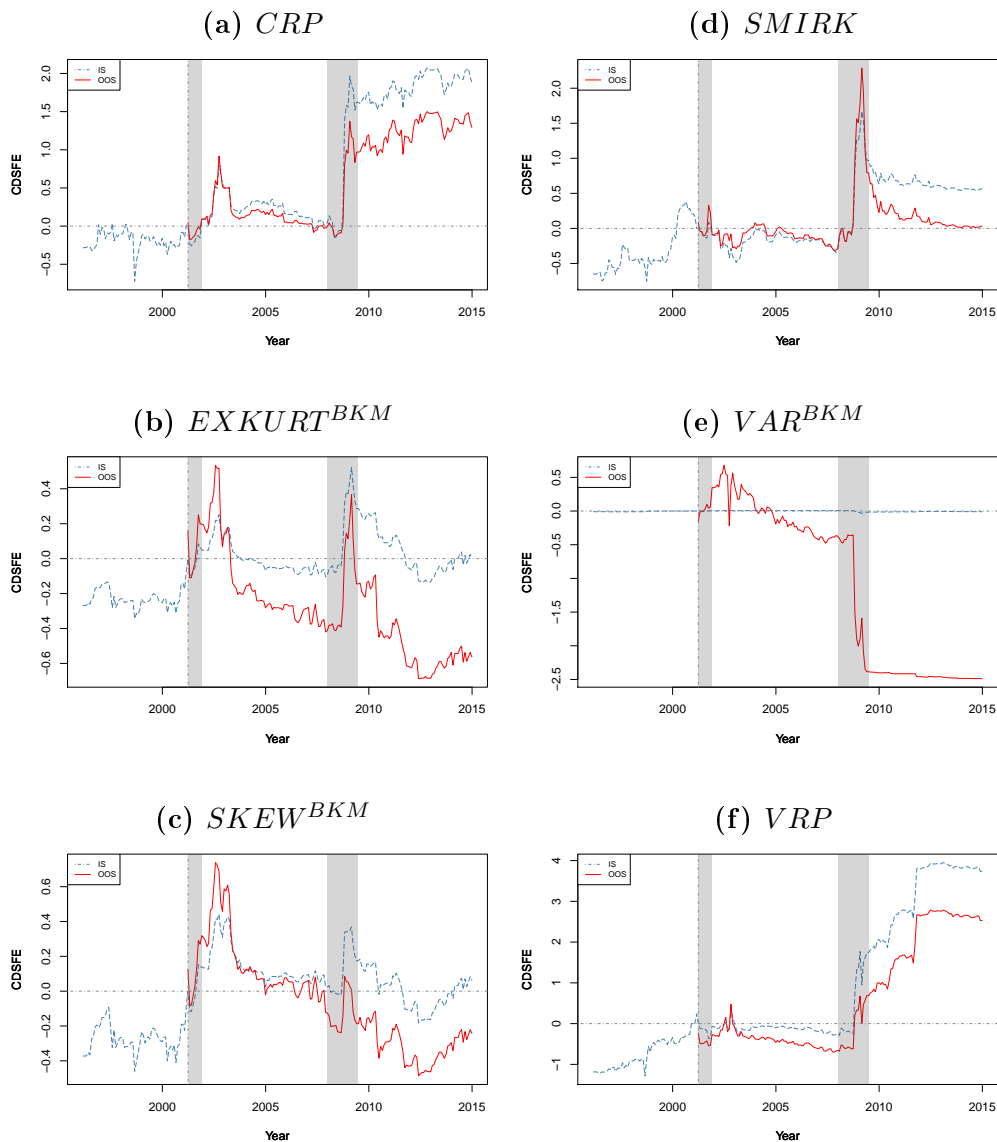 (a) CRP
IS
OOS
CDSFE
2.0
1.5
1.0
0.5
0.0
−0.5
2000
2005
2010
2015
Year
(d) SMIRK
IS
OOS
CDSFE
2.0
1.5
1.0
0.5
0.0
−0.5
2000
2005
2010
2015
Year
(b) EXKURT^BKM
IS
OOS
CDSFE
0.4
0.2
0.0
−0.2
−0.4
−0.6
2000
2005
2010
2015
Year
(e) VAR^BKM
IS
OOS
CDSFE
0.5
0.0
−0.5
−1.5
−2.5
2000
2005
2010
2015
Year
(c) SKEW^BKM
IS
OOS
CDSFE
0.6
0.4
0.2
0.0
−0.2
−0.4
2000
2005
2010
2015
Year
(f) VRP
IS
OOS
CDSFE
4
3
2
1
0
−1
2000
2005
2010
2015
Year